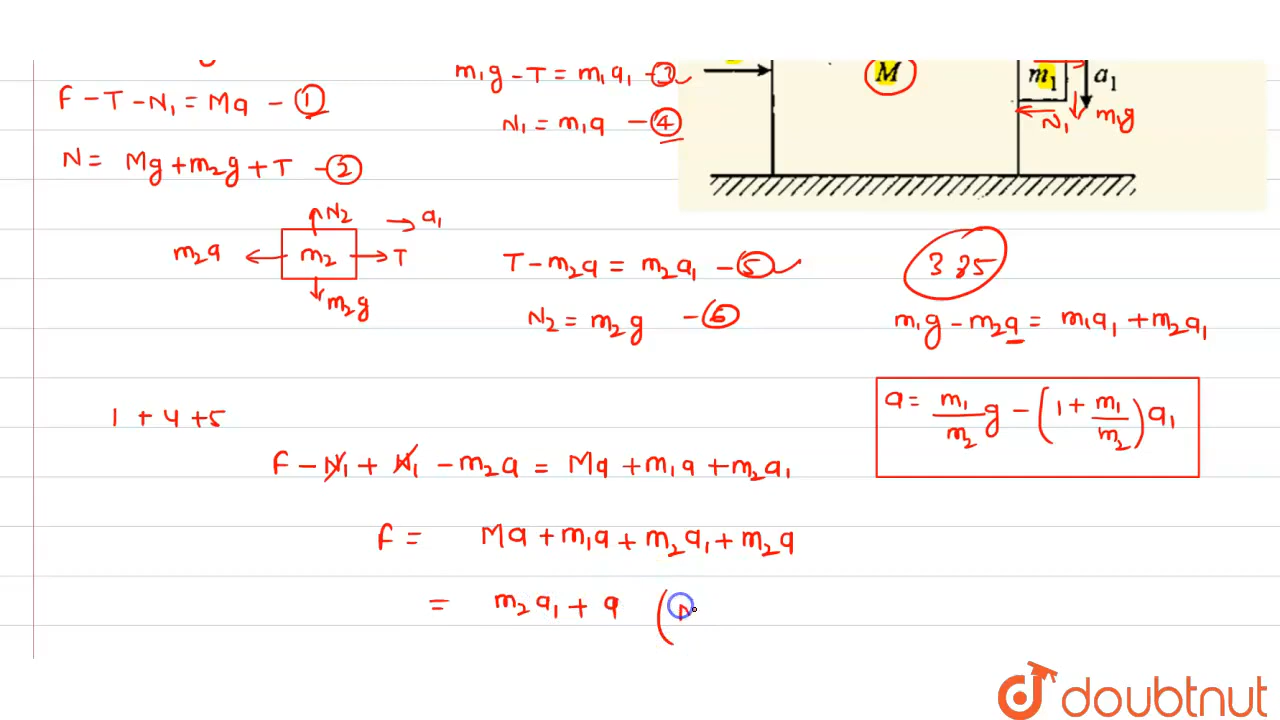 m₁g - T = m₁a₁ - ③
F - T - N₁ = Ma - ①
N₁ = m₁a - ④
N = Mg + m₂g + T - ②
M
m₁
a₁
N₁
m₁g
N₂
a₁
m₂a
m₂
T
m₂g
T - m₂a = m₂a₁ - ⑤
N₂ = m₂g - ⑥
3 &5
m₁g - m₂a = m₁a₁ + m₂a₁
a = m₁/m₂ g - (1 + m₁/m₂) a₁
1 + 4 + 5
F - N₁ + N₁ - m₂a = Ma + m₁a + m₂a₁
F = Ma + m₁a + m₂a₁ + m₂a
= m₂a₁ + a (
doubtnut